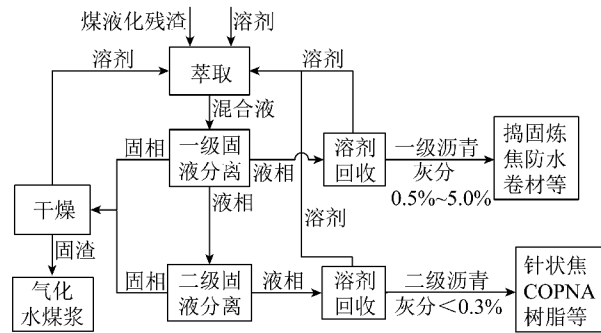 煤液化残渣
溶剂
溶剂
萃取
溶剂
混合液
固相
一级固
液分离
液相
溶剂
回收
一级沥青
灰分
0.5%~5.0%
捣固炼
焦防水
卷材等
干燥
液相
溶剂
固渣
气化
水煤浆
固相
二级固
液分离
液相
溶剂
回收
二级沥青
灰分<0.3%
针状焦
COPNA
树脂等